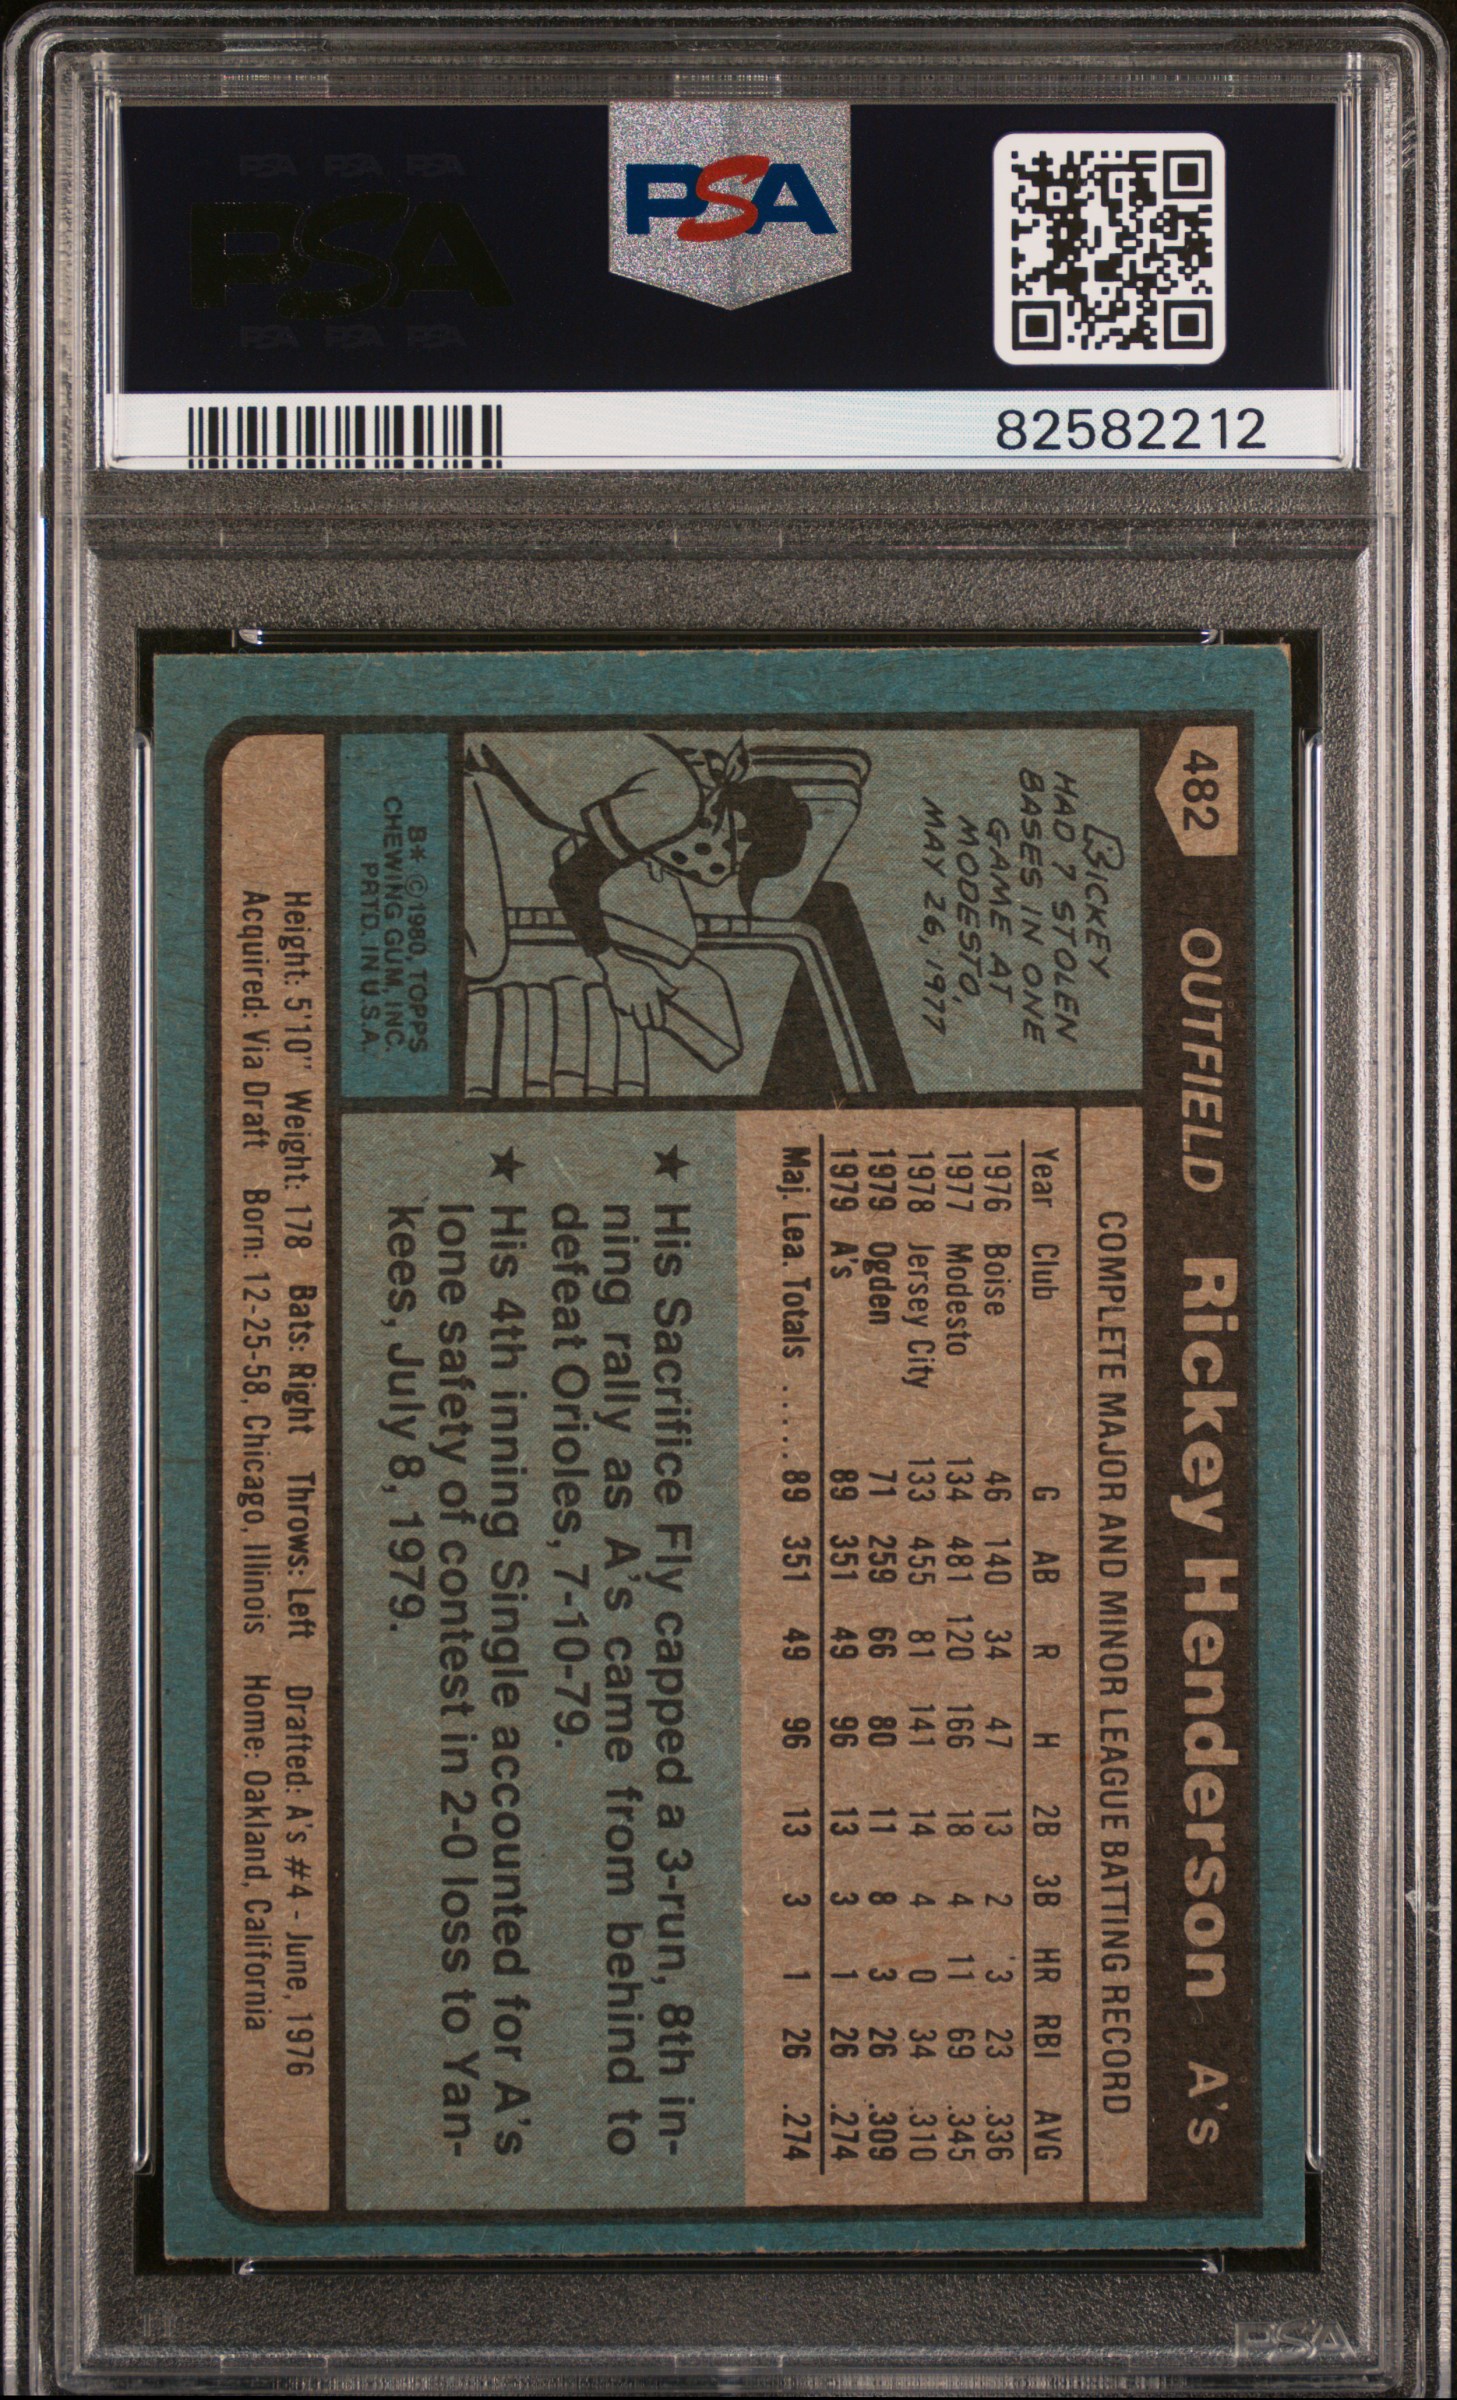 PSA PSA PSA
PSA
PSA PSA PSA
PSA
82582212
482 OUTFIELD Rickey Henderson A's
RICKEY
HAD 7 STOLEN
BASES IN ONE
GAME AT
MODESTO,
MAY 26, 1977
B* ©1980, TOPPS
CHEWING GUM, INC.
PRTD. IN U.S.A.
COMPLETE MAJOR AND MINOR LEAGUE BATTING RECORD
Year Club G AB R H 2B 3B HR RBI AVG
1976 Boise 46 140 34 47 13 2 3 23 .336
1977 Modesto 134 481 120 166 18 4 11 69 .345
1978 Jersey City 133 455 81 141 14 4 0 34 .310
1979 Ogden 71 259 66 80 11 8 3 26 .309
1979 A's 89 351 49 96 13 3 1 26 .274
Maj. Lea. Totals ..... 89 351 49 96 13 3 1 26 .274
★ His Sacrifice Fly capped a 3-run, 8th in-
ning rally as A's came from behind to
defeat Orioles, 7-10-79.
★ His 4th inning Single accounted for A's
lone safety of contest in 2-0 loss to Yan-
kees, July 8, 1979.
Height: 5'10" Weight: 178 Bats: Right Throws: Left Drafted: A's #4 - June, 1976
Acquired: Via Draft Born: 12-25-58, Chicago, Illinois Home: Oakland, California
PSA